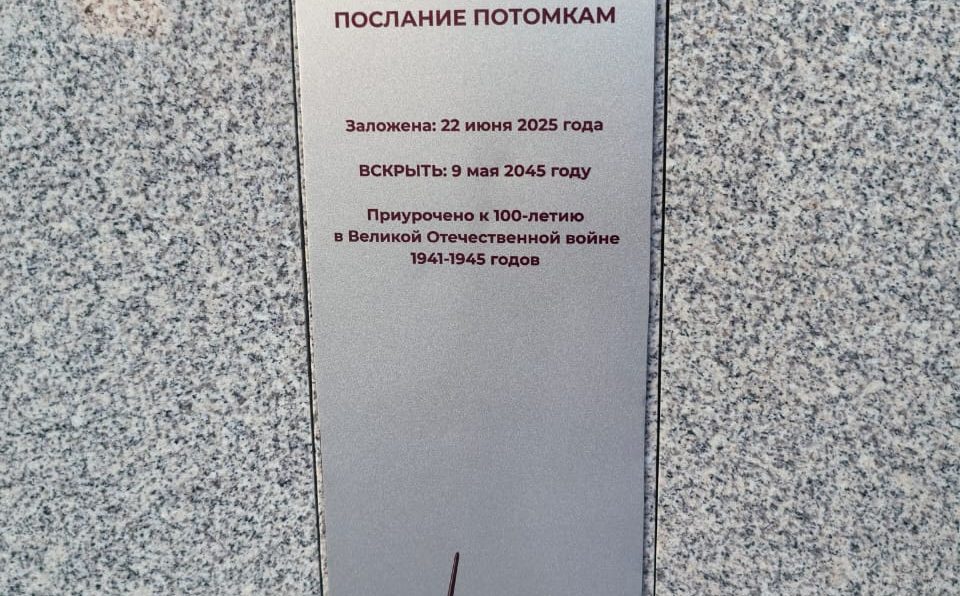 ПОСЛАНИЕ ПОТОМКАМ
Заложена: 22 июня 2025 года
ВСКРЫТЬ: 9 мая 2045 году
Приурочено к 100-летию
в Великой Отечественной войне
1941-1945 годов